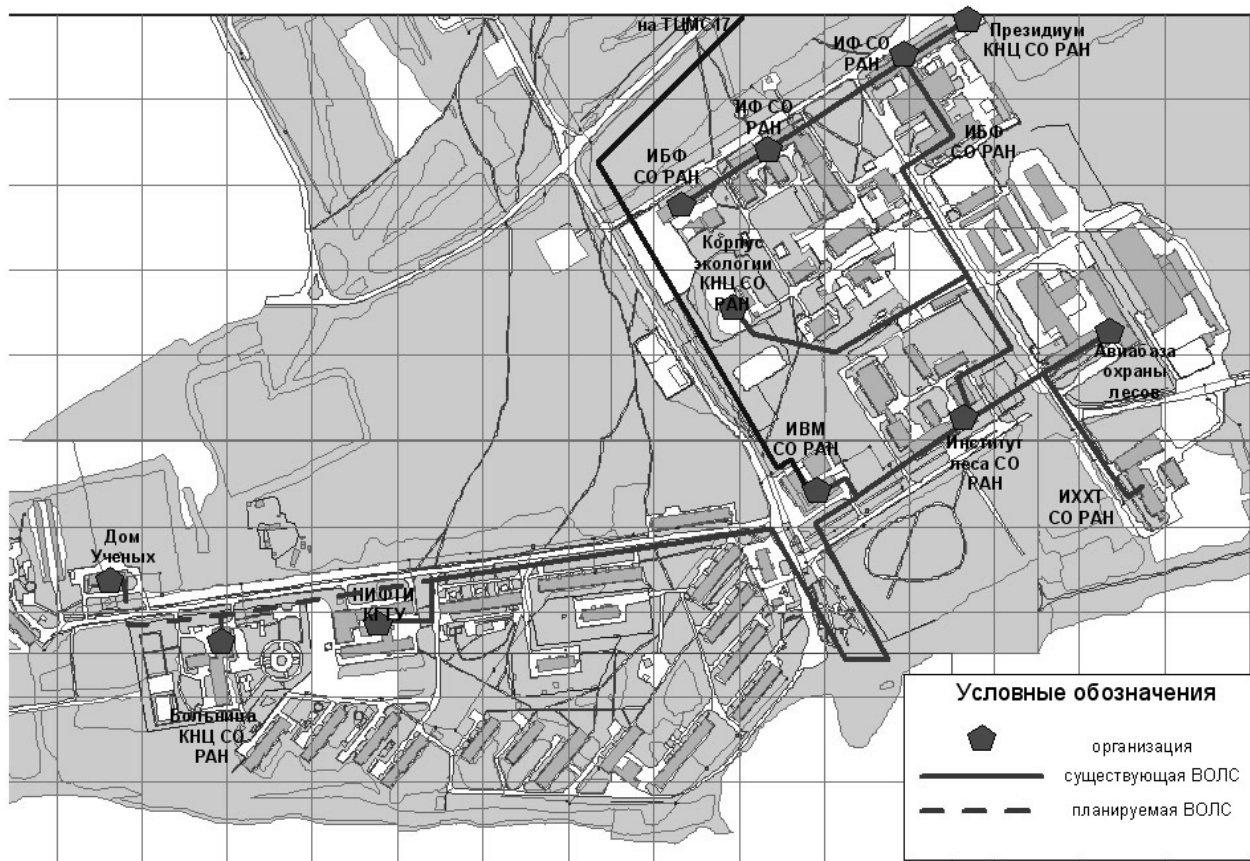 на ТЦМС17
Президиум
КНЦ СО РАН
ИФ СО
РАН
ИФ СО
РАН
ИБФ
СО РАН
ИБФ
СО РАН
Корпус
экологии
КНЦ СО
РАН
Авиабаза
охраны
лесов
ИВМ
СО РАН
Институт
леса СО
РАН
ИХХТ
СО РАН
Дом
Ученых
НИФТИ
КГТУ
Больница
КНЦ СО
РАН
Условные обозначения
организация
существующая ВОЛС
планируемая ВОЛС